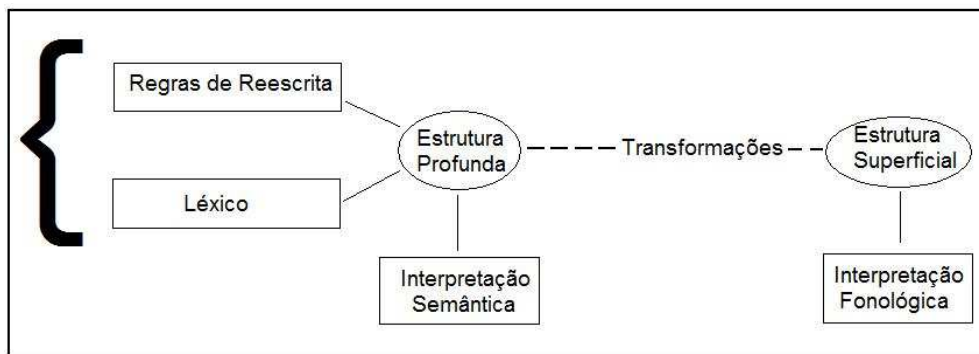 Regras de Reescrita
Léxico
Estrutura
Profunda
Transformações
Estrutura
Superficial
Interpretação
Semântica
Interpretação
Fonológica